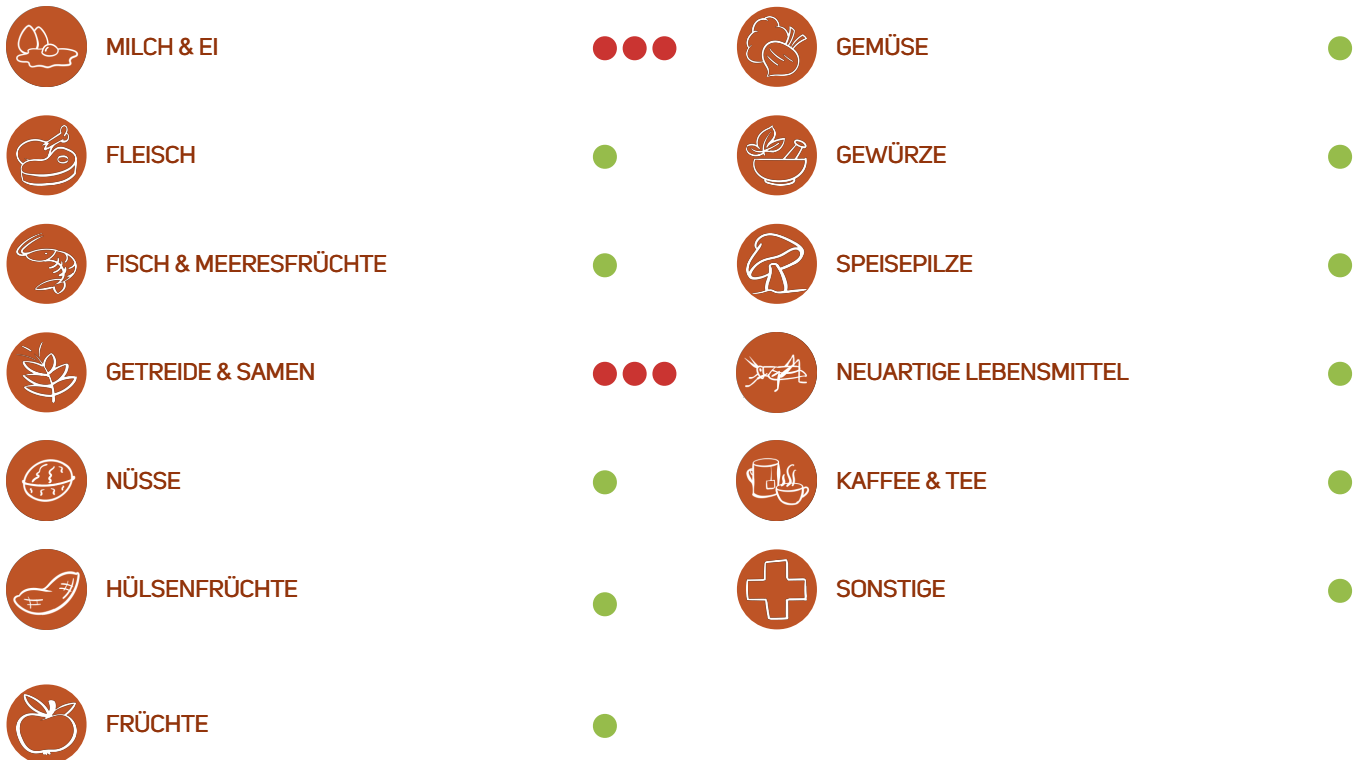 MILCH & EI
FLEISCH
FISCH & MEERESFRÜCHTE
GETREIDE & SAMEN
NÜSSE
HÜLSENFRÜCHTE
FRÜCHTE
GEMÜSE
GEWÜRZE
SPEISEPILZE
NEUARTIGE LEBENSMITTEL
KAFFEE & TEE
SONSTIGE